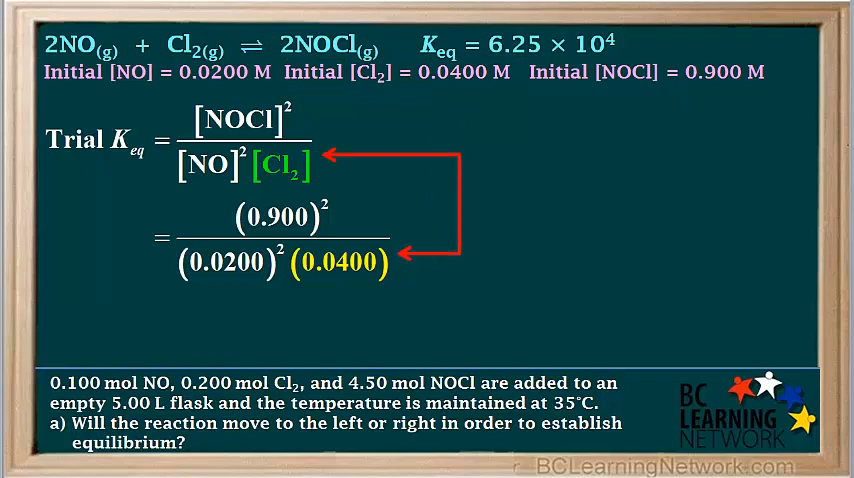 2NO(g) + Cl2(g) ⇌ 2NOCl(g) Keq = 6.25 × 10⁴
Initial [NO] = 0.0200 M Initial [Cl₂] = 0.0400 M Initial [NOCl] = 0.900 M
Trial Keq = [NOCl]² / [NO]² [Cl₂]
= (0.900)² / (0.0200)² (0.0400)
0.100 mol NO, 0.200 mol Cl₂, and 4.50 mol NOCl are added to an
empty 5.00 L flask and the temperature is maintained at 35°C.
a) Will the reaction move to the left or right in order to establish
equilibrium?
BC
LEARNING
NETWORK
BCLearningNetwork.com